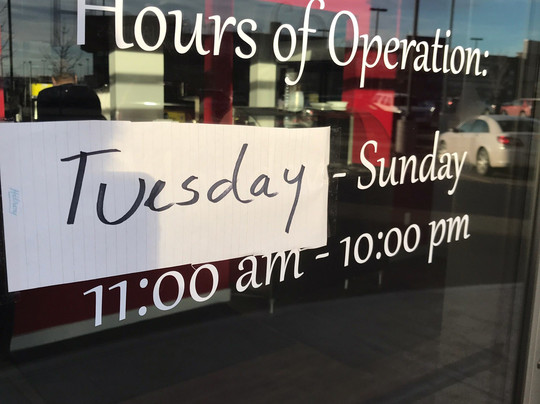 Hours of Operation:
Tuesday - Sunday
11:00 am - 10:00 pm